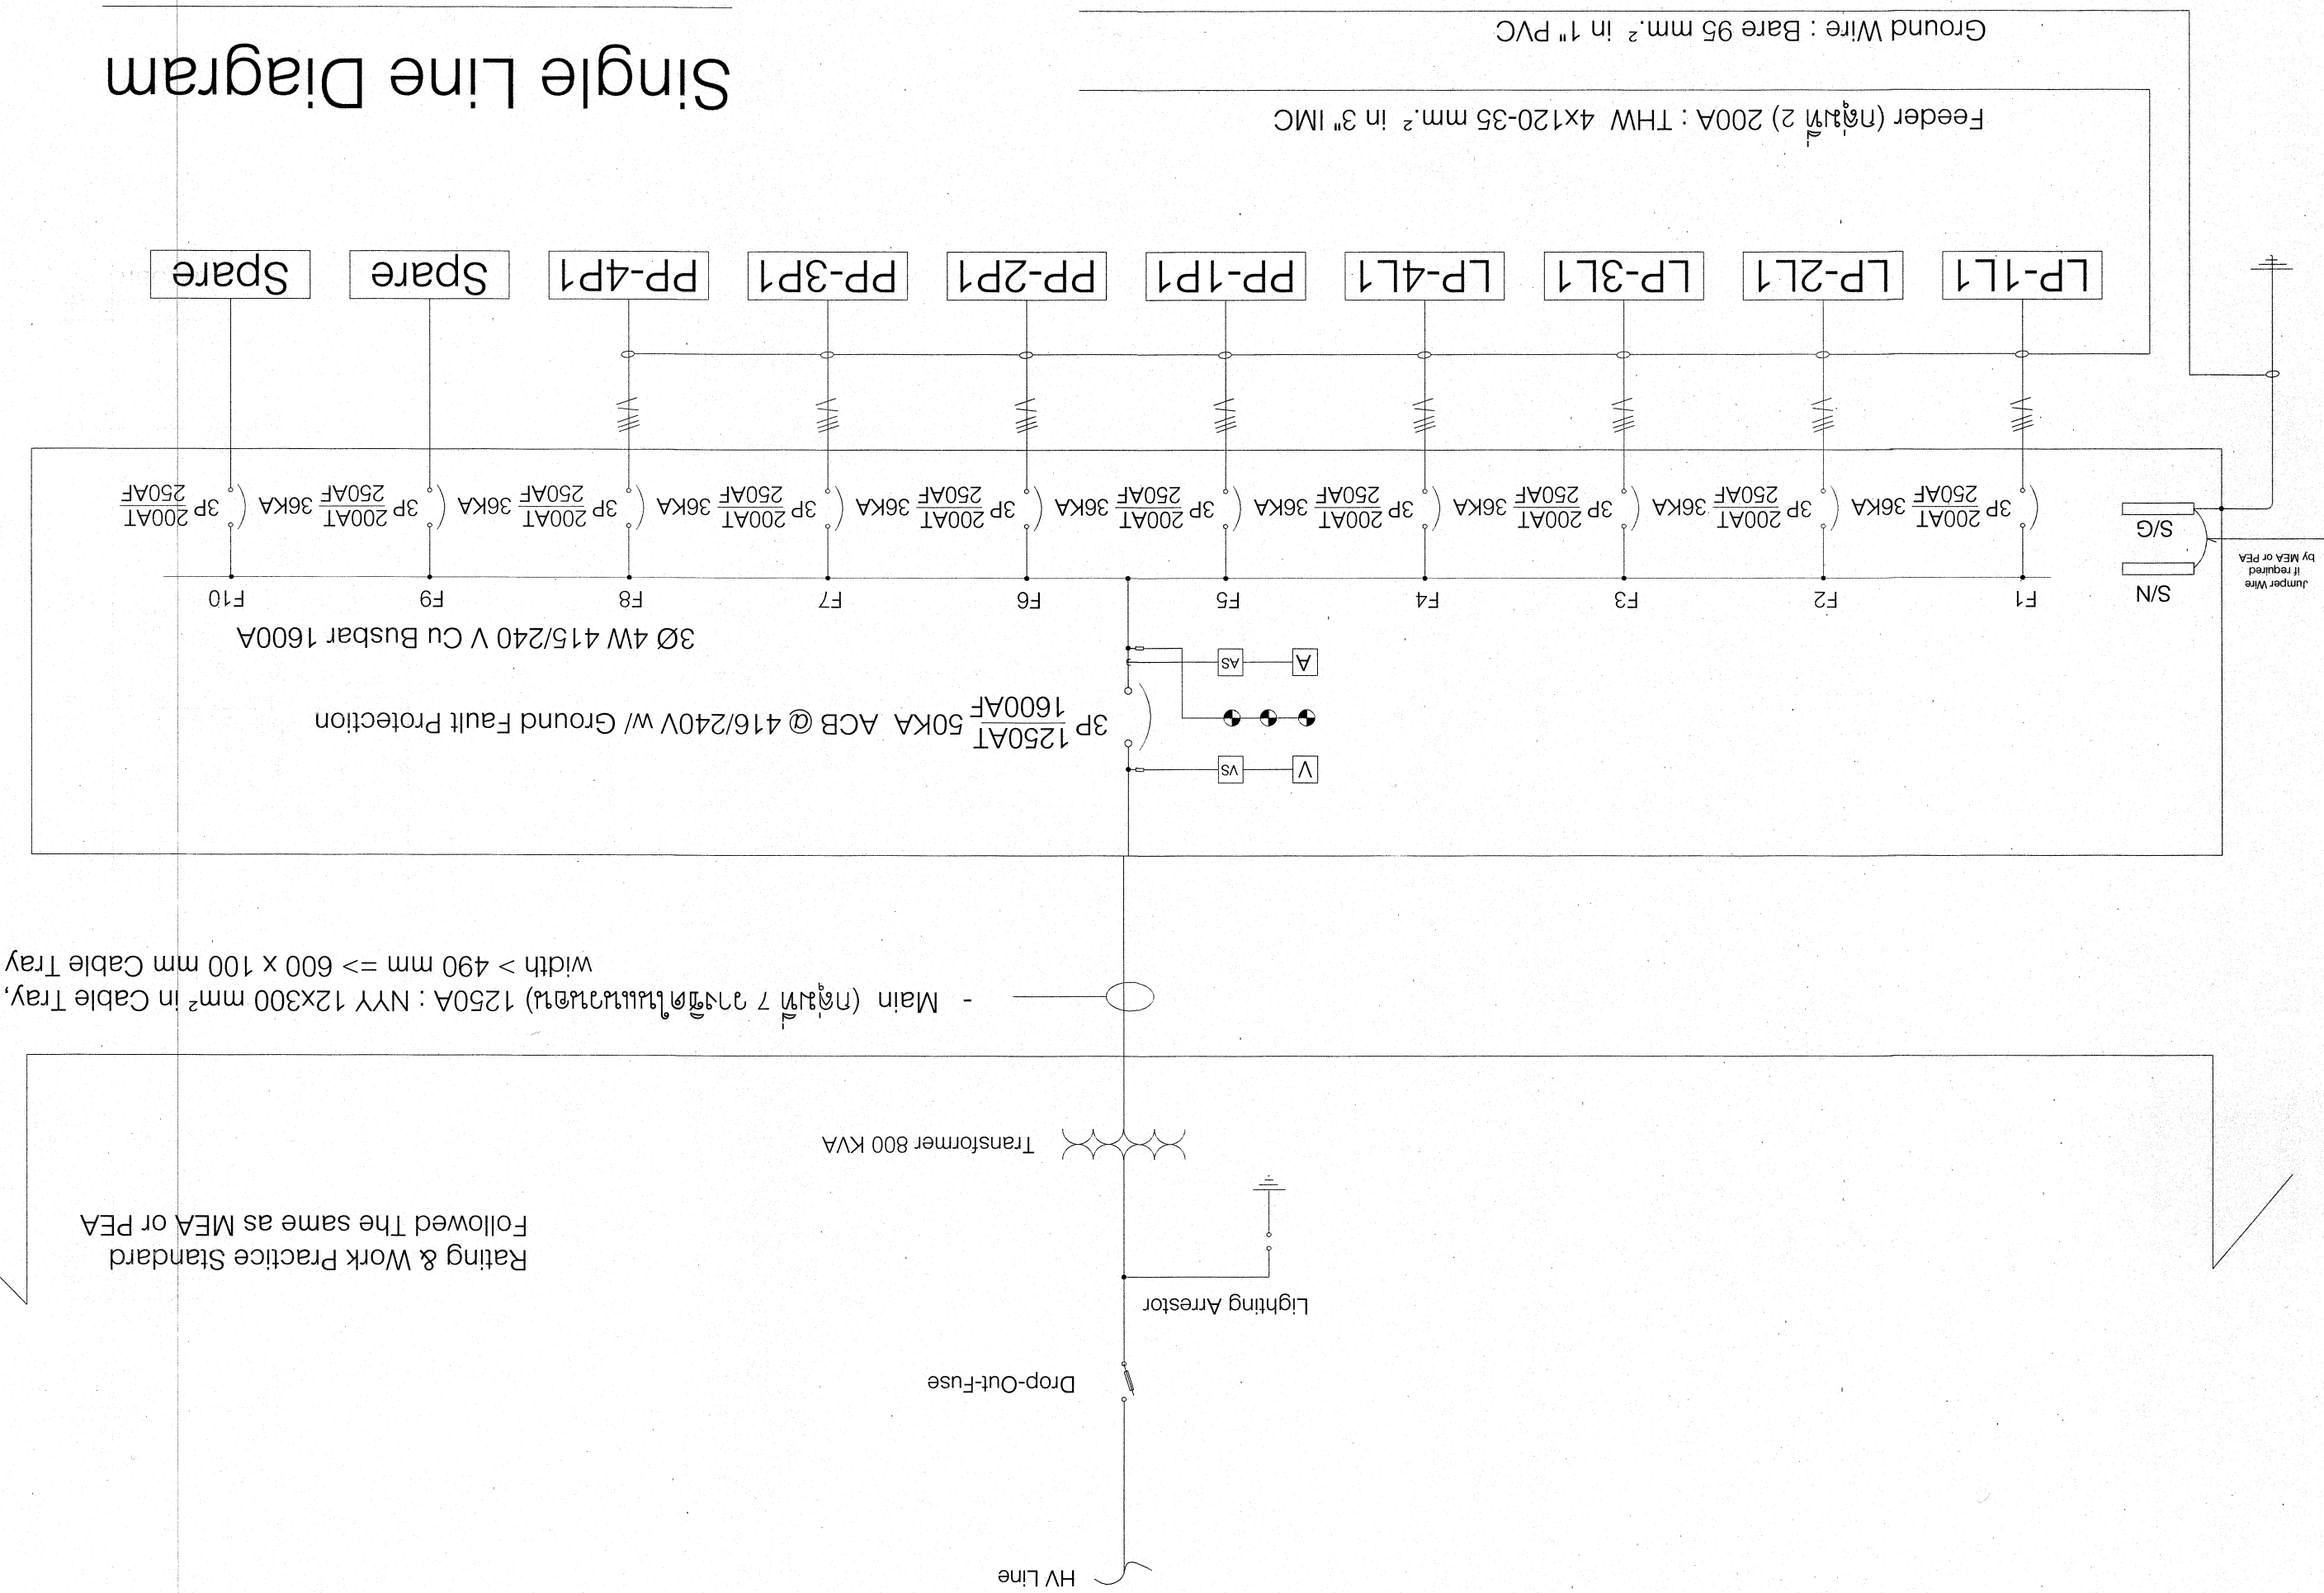 HV Line
Drop-Out-Fuse
Lighting Arrestor
Rating & Work Practice Standard
Followed The same as MEA or PEA
Transformer 800 KVA
- Main (กลุ่มที่ 7 วางชิดในแนวนอน) 1250A : NYY 12x300 mm² in Cable Tray,
width > 490 mm => 600 x 100 mm Cable Tray
V VS
3P 1250AT 50KA ACB @ 416/240V w/ Ground Fault Protection
1600AF
A AS
3Ø 4W 415/240 V Cu Busbar 1600A
S/N
F1 F2 F3 F4 F5 F6 F7 F8 F9 F10
Jumper Wire
if required
by MEA or PEA
S/G
3P 200AT 36KA 3P 200AT 36KA 3P 200AT 36KA 3P 200AT 36KA 3P 200AT 36KA 3P 200AT 36KA 3P 200AT 36KA 3P 200AT 36KA 3P 200AT 36KA 3P 200AT
250AF 250AF 250AF 250AF 250AF 250AF 250AF 250AF 250AF 250AF
LP-1L1 LP-2L1 LP-3L1 LP-4L1 PP-1P1 PP-2P1 PP-3P1 PP-4P1 Spare Spare
Feeder (กลุ่มที่ 2) 200A : THW 4x120-35 mm.² in 3" IMC
Ground Wire : Bare 95 mm.² in 1" PVC
Single Line Diagram